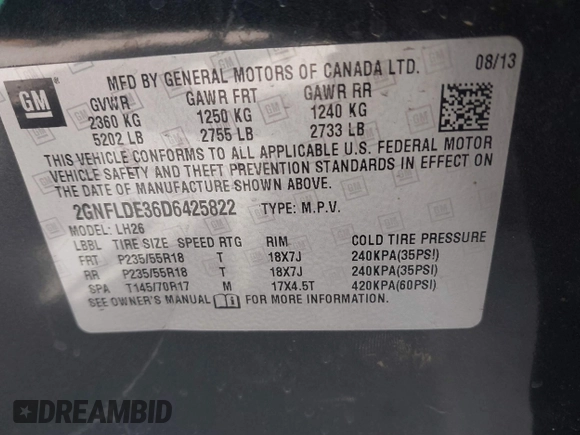 MFD BY GENERAL MOTORS OF CANADA LTD. 08/13
GM
GVWR GAWR FRT GAWR RR
2360 KG 1250 KG 1240 KG
5202 LB 2755 LB 2733 LB
THIS VEHICLE CONFORMS TO ALL APPLICABLE U.S. FEDERAL MOTOR
VEHICLE SAFETY AND THEFT PREVENTION STANDARDS IN EFFECT ON THE DATE
OF MANUFACTURE SHOWN ABOVE.
2GNFLDE36D6425822 TYPE: M.P.V.
MODEL: LH26
LBBL TIRE SIZE SPEED RTG RIM COLD TIRE PRESSURE
FRT P235/55R18 T 18X7J 240KPA(35PSI)
RR P235/55R18 T 18X7J 240KPA(35PSI)
SPA T145/70R17 M 17X4.5T 420KPA(60PSI)
SEE OWNER'S MANUAL FOR MORE INFORMATION.
DREAMBID